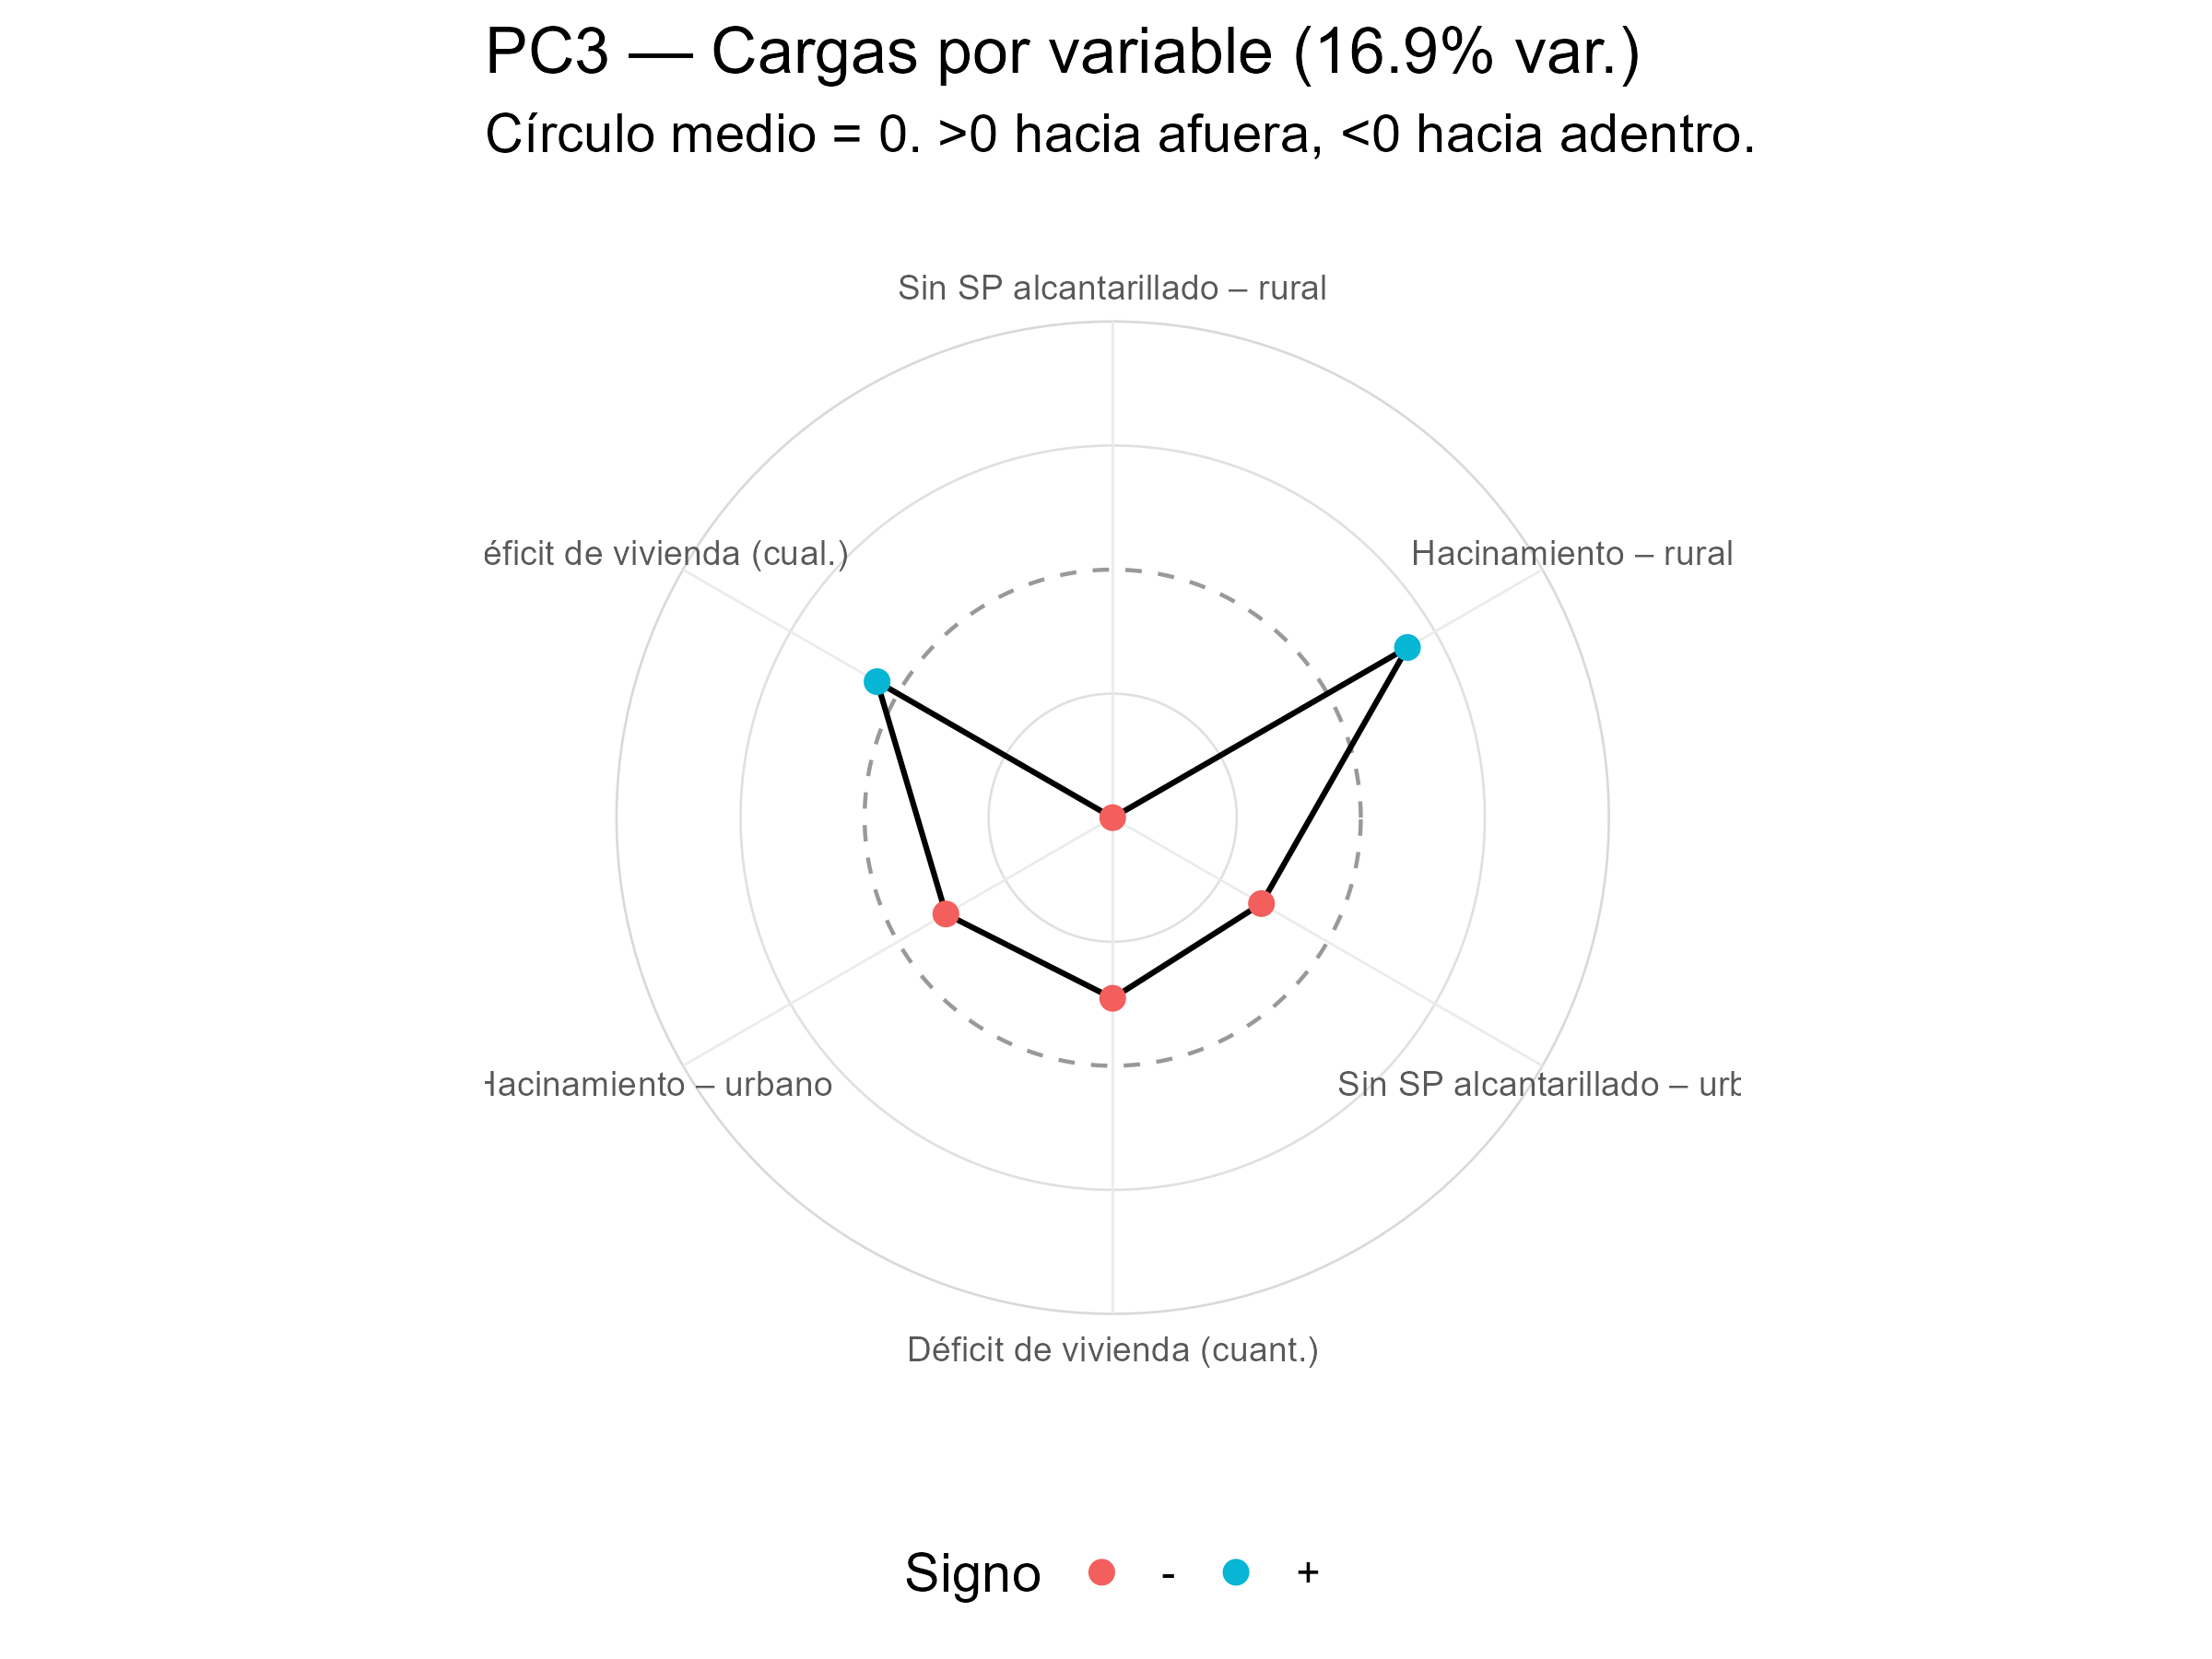 PC3 — Cargas por variable (16.9% var.)
Círculo medio = 0. >0 hacia afuera, <0 hacia adentro.
Sin SP alcantarillado – rural
éficit de vivienda (cual.)
Hacinamiento – rural
Hacinamiento – urbano
Sin SP alcantarillado – urb
Déficit de vivienda (cuant.)
Signo - +